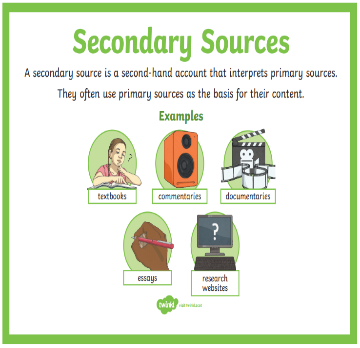 Secondary Sources
A secondary source is a second-hand account that interprets primary sources.
They often use primary sources as the basis for their content.
Examples
textbooks
commentaries
documentaries
?
essays
research
websites
twinkl